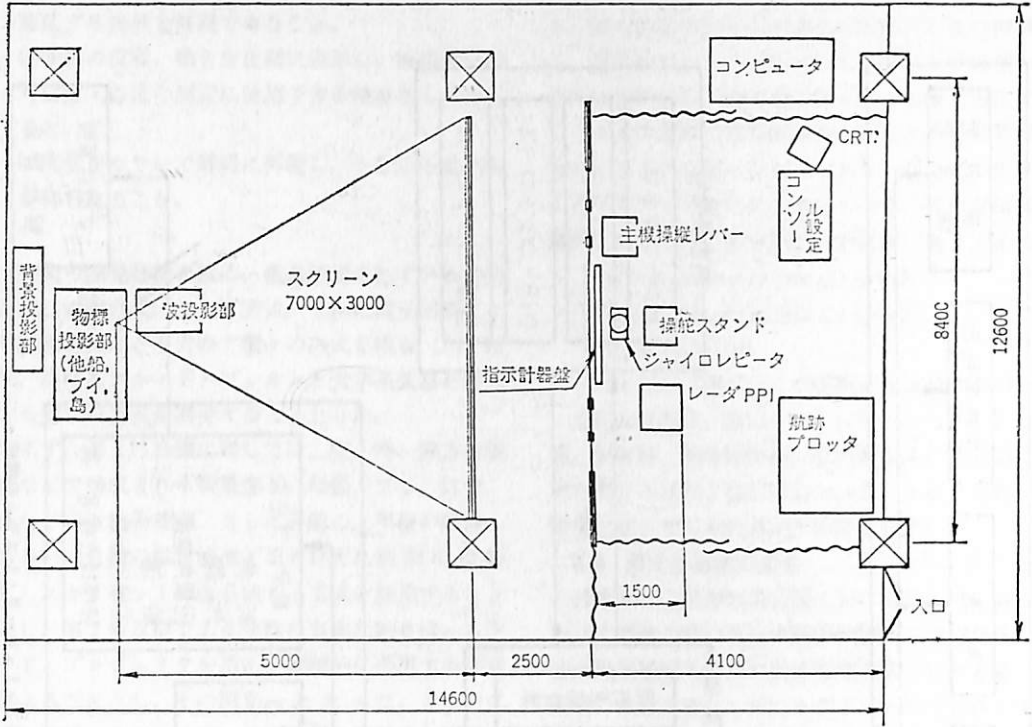 コンピュータ
CRT
コンソール設定
主機操縦レバー
スクリーン
7000×3000
背景投影部
物標
投影部
(他船,
ブイ,
島)
波投影部
操舵スタンド
ジャイロレピータ
指示計器盤
レーダPPI
航跡
プロッタ
8400
12600
1500
入口
5000
2500
4100
14600